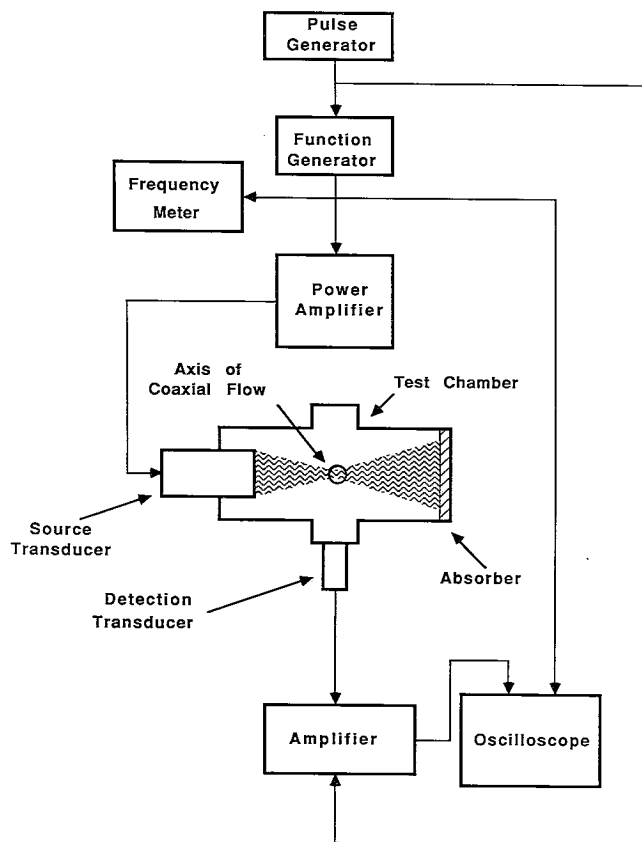 Pulse
Generator
Function
Generator
Frequency
Meter
Power
Amplifier
Axis of
Coaxial Flow
Test Chamber
Source
Transducer
Absorber
Detection
Transducer
Amplifier
Oscilloscope